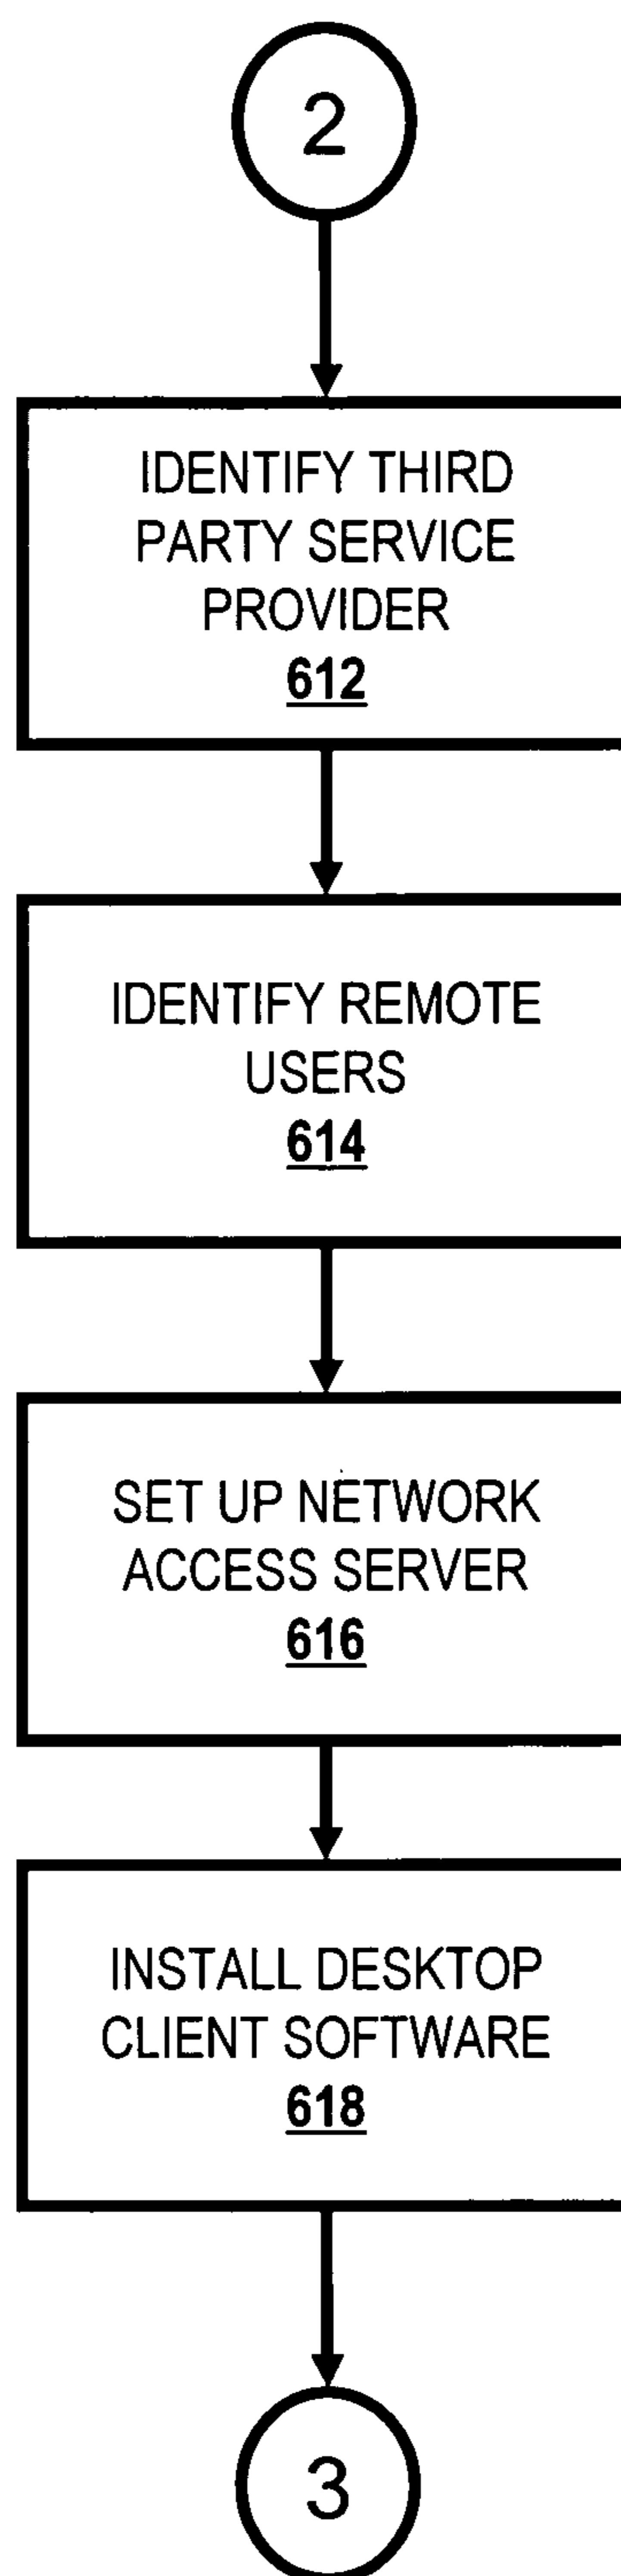 2
IDENTIFY THIRD
PARTY SERVICE
PROVIDER
612
IDENTIFY REMOTE
USERS
614
SET UP NETWORK
ACCESS SERVER
616
INSTALL DESKTOP
CLIENT SOFTWARE
618
3